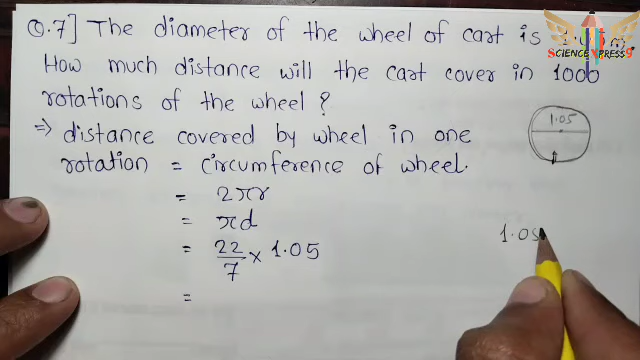 Q.7] The diameter of the wheel of cart is
SCIENCE XPRESS
How much distance will the cart cover in 1000
rotations of the wheel ?
1.05
⇒ distance covered by wheel in one
rotation = circumference of wheel.
= 2πr
= πd
= 22/7 × 1.05
1.05
=